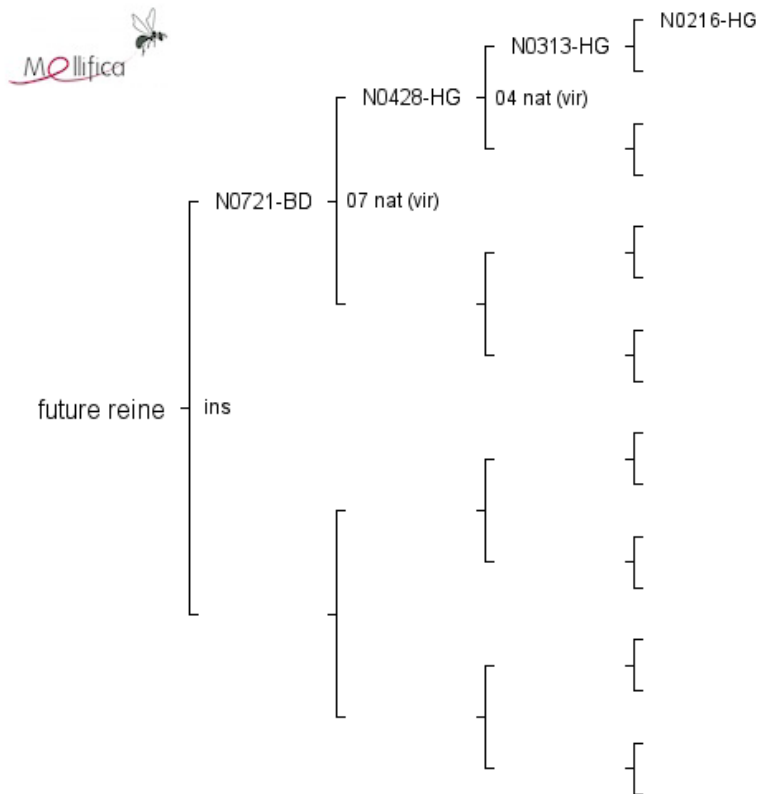 Mellifica
N0216-HG
N0313-HG
N0428-HG
04 nat (vir)
N0721-BD
07 nat (vir)
future reine
ins